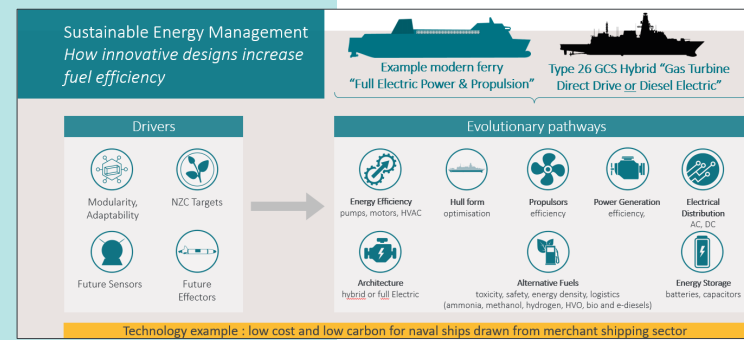 Sustainable Energy Management
How innovative designs increase
fuel efficiency
Example modern ferry
“Full Electric Power & Propulsion”
Type 26 GCS Hybrid “Gas Turbine
Direct Drive or Diesel Electric”
Drivers
Modularity,
Adaptability
NZC Targets
Future Sensors
Future
Effectors
Evolutionary pathways
Energy Efficiency
pumps, motors, HVAC
Hull form
optimisation
Propulsors
efficiency
Power Generation
efficiency,
Electrical
Distribution
AC, DC
Architecture
hybrid or full Electric
Alternative Fuels
toxicity, safety, energy density, logistics
(ammonia, methanol, hydrogen, HVO, bio and e-diesels)
Energy Storage
batteries, capacitors
Technology example : low cost and low carbon for naval ships drawn from merchant shipping sector